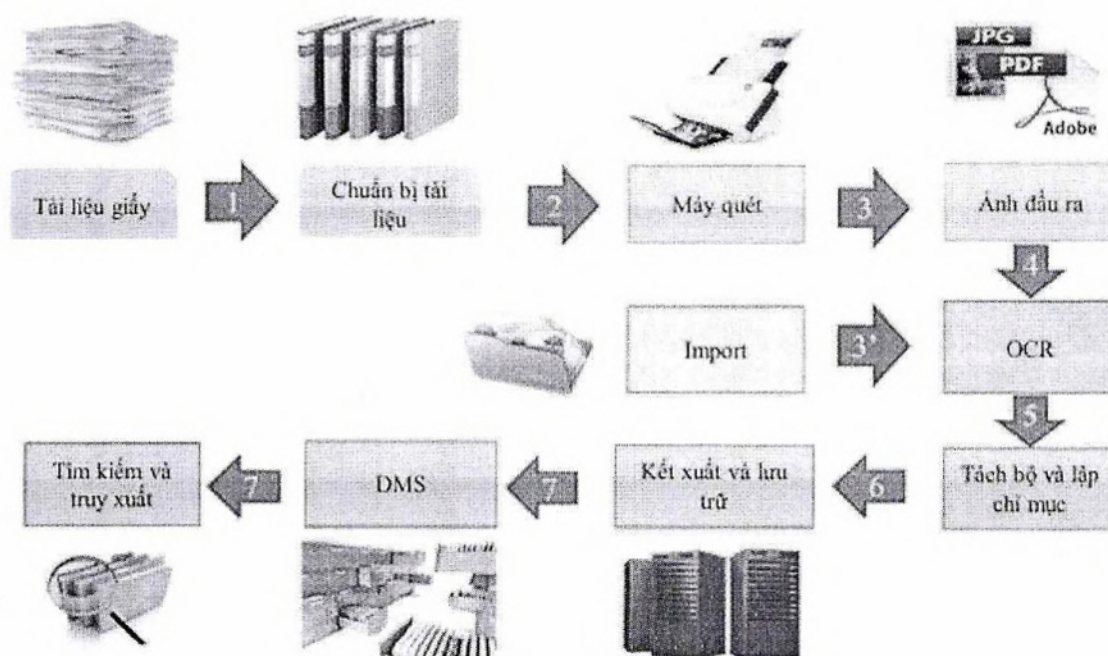 JPG
PDF
Adobe
Tài liệu giấy
1
Chuẩn bị tài
liệu
2
Máy quét
3
Ảnh đầu ra
4
Import
3'
OCR
5
Tìm kiếm và
truy xuất
7
DMS
7
Kết xuất và lưu
trữ
6
Tách bộ và lập
chỉ mục